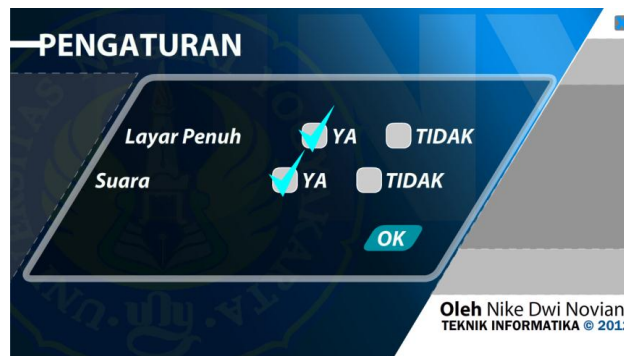 PENGATURAN
Layar Penuh YA TIDAK
Suara YA TIDAK
OK
Oleh Nike Dwi Novian
TEKNIK INFORMATIKA © 201